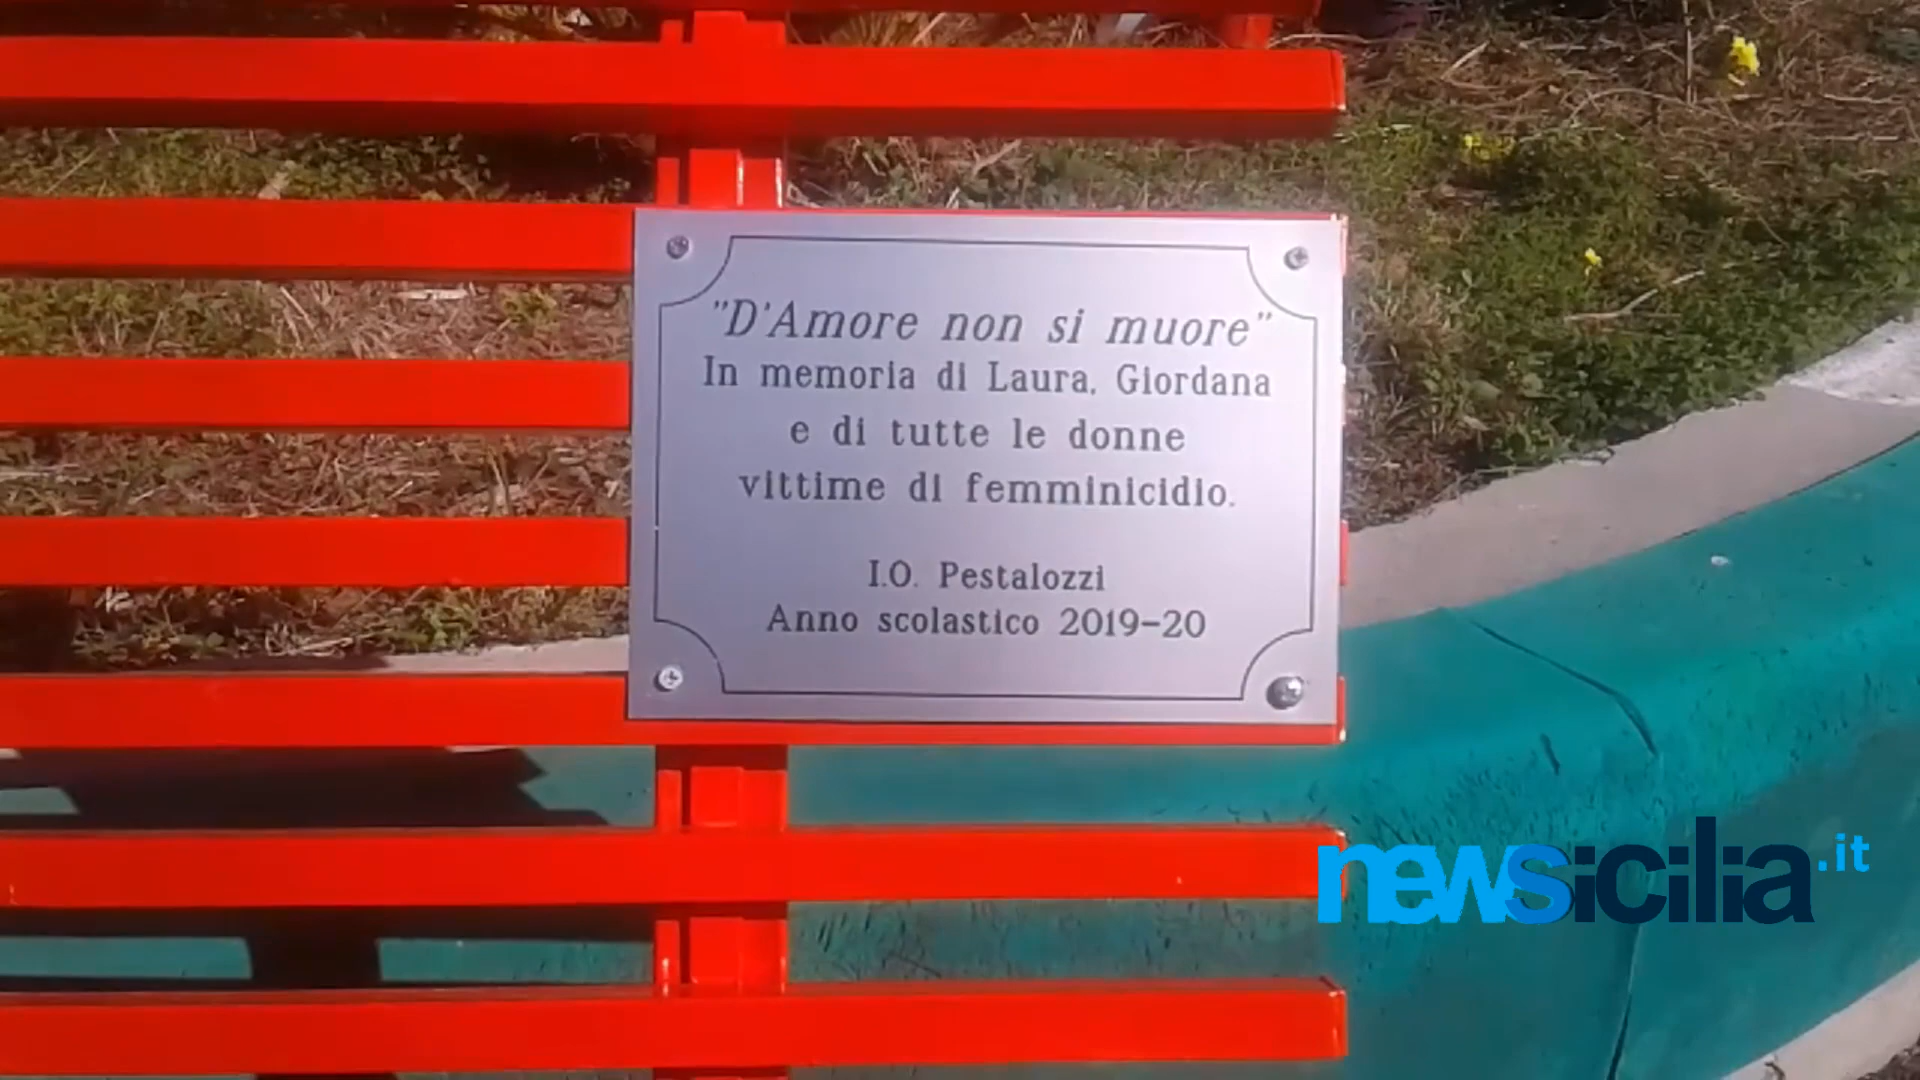 "D'Amore non si muore"
In memoria di Laura, Giordana
e di tutte le donne
vittime di femminicidio.
I.O. Pestalozzi
Anno scolastico 2019-20
newSicilia.it